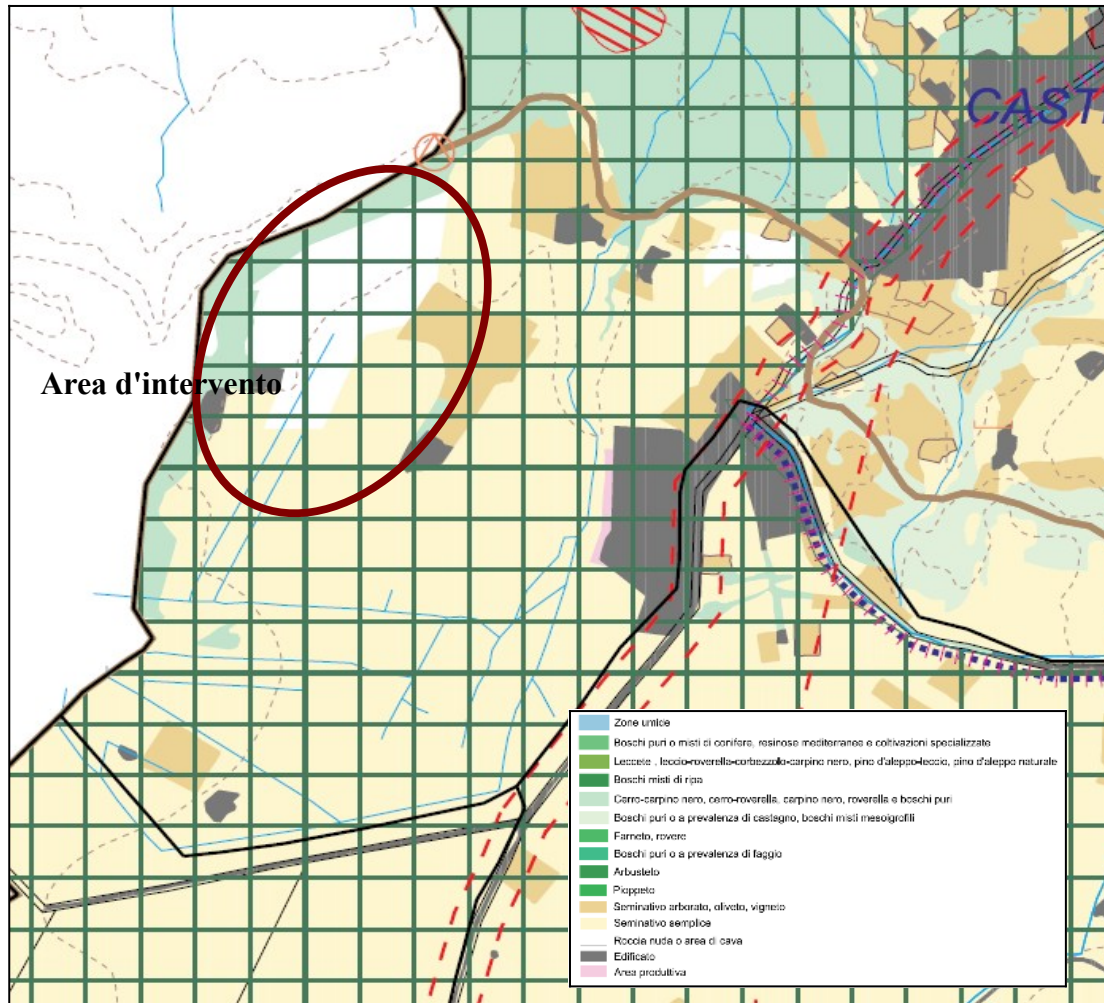 CAST
Area d'intervento
Zone umide
Boschi puri o misti di conifere, resinose mediterranee e coltivazioni specializzate
Leccete , leccio-roverella-corbezzolo-carpino nero, pino d'aleppo-leccio, pino d'aleppo naturale
Boschi misti di ripa
Cerro-carpino nero, cerro-roverella, carpino nero, roverella e boschi puri
Boschi puri o a prevalenza di castagno, boschi misti mesoigrofili
Farneto, rovere
Boschi puri o a prevalenza di faggio
Arbusteto
Pioppeto
Seminativo arborato, oliveto, vigneto
Seminativo semplice
Roccia nuda o area di cava
Edificato
Area produttiva